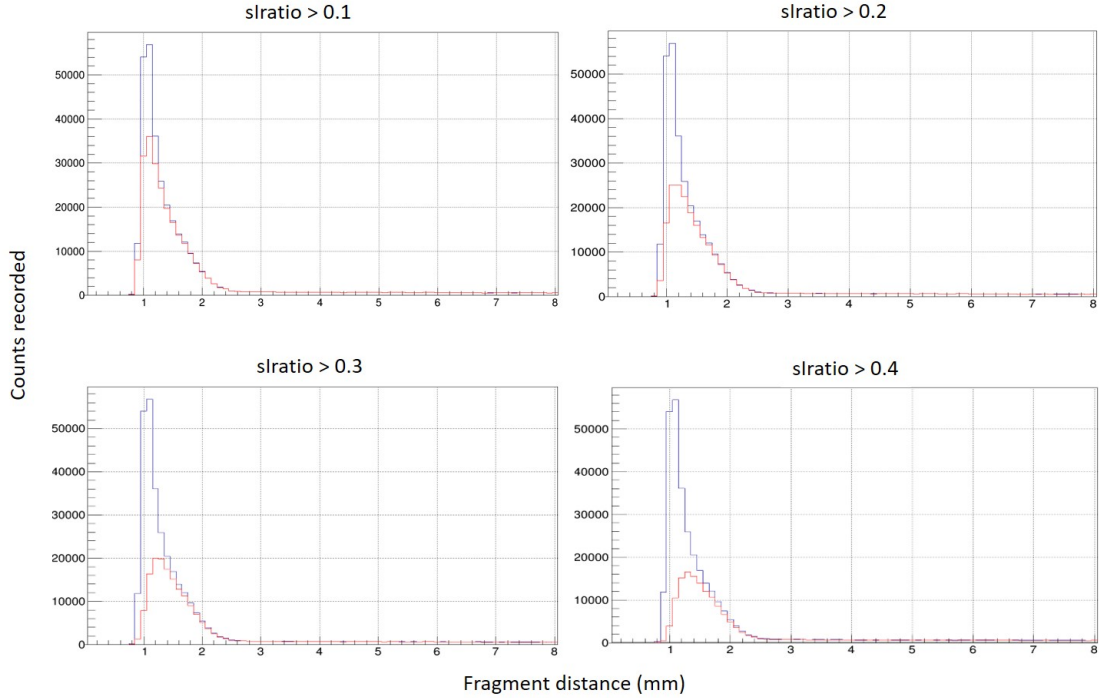 slratio > 0.1
slratio > 0.2
50000
40000
30000
20000
10000
0
1 2 3 4 5 6 7 8
50000
40000
30000
20000
10000
0
1 2 3 4 5 6 7 8
Counts recorded
slratio > 0.3
slratio > 0.4
50000
40000
30000
20000
10000
0
1 2 3 4 5 6 7 8
50000
40000
30000
20000
10000
0
1 2 3 4 5 6 7 8
Fragment distance (mm)